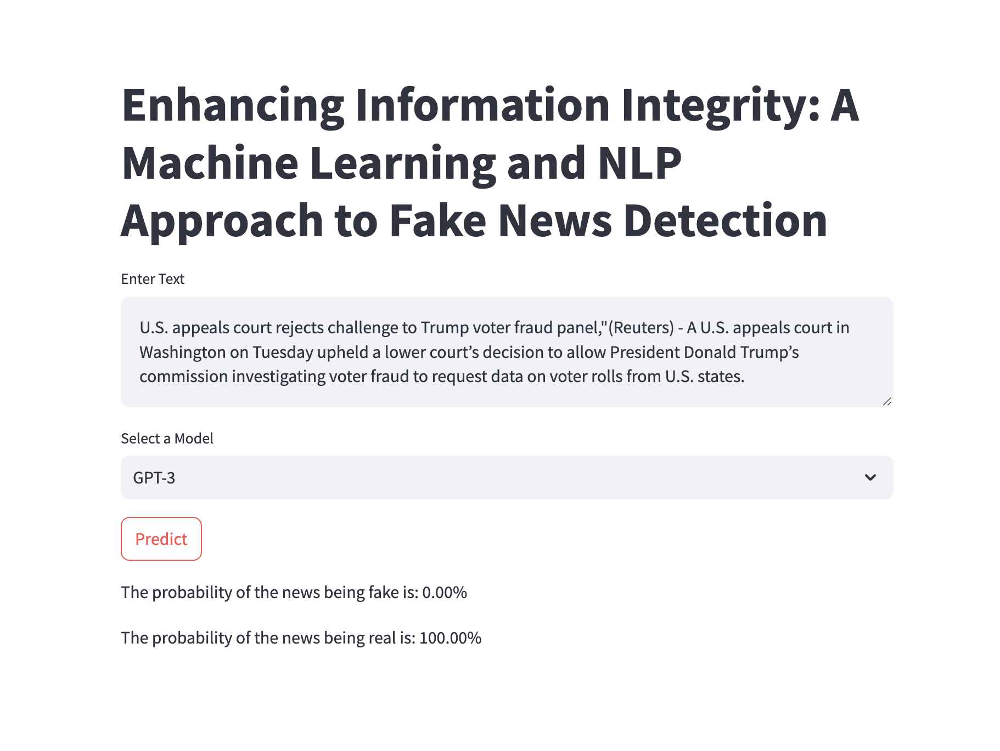 Enhancing Information Integrity: A
Machine Learning and NLP
Approach to Fake News Detection
Enter Text
U.S. appeals court rejects challenge to Trump voter fraud panel,"(Reuters) - A U.S. appeals court in
Washington on Tuesday upheld a lower court’s decision to allow President Donald Trump’s
commission investigating voter fraud to request data on voter rolls from U.S. states.
Select a Model
GPT-3
Predict
The probability of the news being fake is: 0.00%
The probability of the news being real is: 100.00%